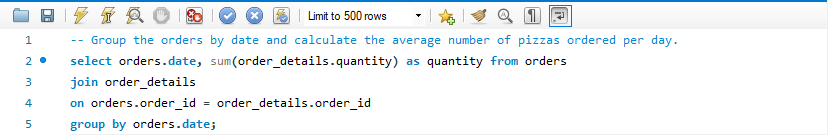 Limit to 500 rows
1 -- Group the orders by date and calculate the average number of pizzas ordered per day.
2 select orders.date, sum(order_details.quantity) as quantity from orders
3 join order_details
4 on orders.order_id = order_details.order_id
5 group by orders.date;